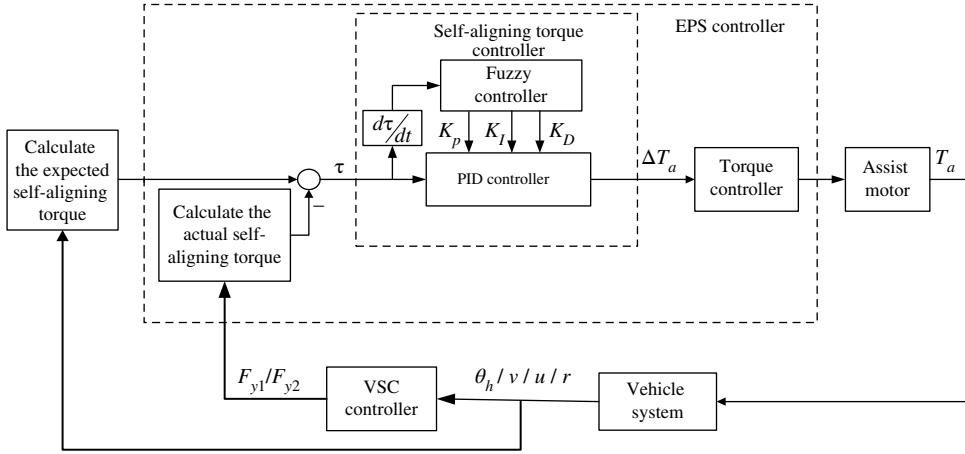 EPS controller
Self-aligning torque
controller
Fuzzy
controller
dτ/dt
K_p
K_I
K_D
Calculate
the expected
self-aligning
torque
τ
PID controller
ΔT_a
Torque
controller
Assist
motor
T_a
–
Calculate the
actual self-
aligning torque
F_y1/F_y2
VSC
controller
θ_h / v / u / r
Vehicle
system